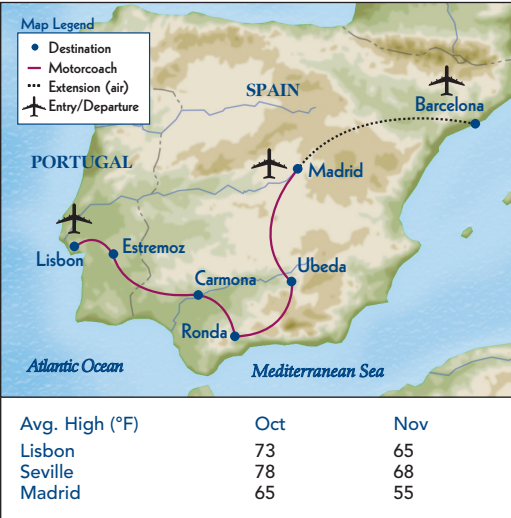 Map Legend
Destination
Motorcoach
Extension (air)
Entry/Departure
SPAIN
Barcelona
PORTUGAL
Madrid
Lisbon
Estremoz
Carmona
Ubeda
Ronda
Atlantic Ocean
Mediterranean Sea
Avg. High (°F) Oct Nov
Lisbon 73 65
Seville 78 68
Madrid 65 55